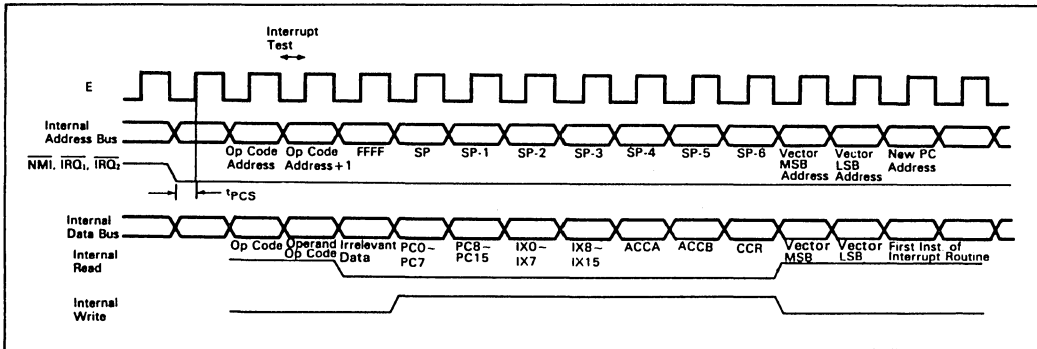 Interrupt
Test
E
Internal
Address Bus
Op Code
Address
Op Code
Address+1
FFFF
SP
SP-1
SP-2
SP-3
SP-4
SP-5
SP-6
Vector
MSB
Address
Vector
LSB
Address
New PC
Address
NMI, IRQ1, IRQ2
tPCS
Internal
Data Bus
Op Code
Operand
Op Code
Irrelevant
Data
PC0~
PC7
PC8~
PC15
IX0~
IX7
IX8~
IX15
ACCA
ACCB
CCR
Vector
MSB
Vector
LSB
First Inst. of
Interrupt Routine
Internal
Read
Internal
Write